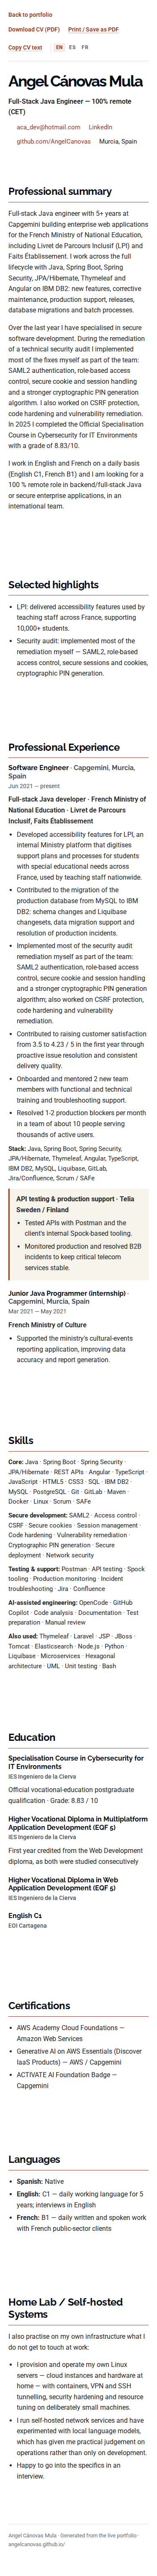 Back to portfolio
Download CV (PDF) Print / Save as PDF
Copy CV text EN ES FR
Angel Cánovas Mula
Full-Stack Java Engineer — 100% remote
(CET)
aca_dev@hotmail.com LinkedIn
github.com/AngelCanovas Murcia, Spain
Professional summary
Full-stack Java engineer with 5+ years at
Capgemini building enterprise web applications
for the French Ministry of National Education,
including Livret de Parcours Inclusif (LPI) and
Faits Établissement. I work across the full
lifecycle with Java, Spring Boot, Spring
Security, JPA/Hibernate, Thymeleaf and
Angular on IBM DB2: new features, corrective
maintenance, production support, releases,
database migrations and batch processes.
Over the last year I have specialised in secure
software development. During the remediation
of a technical security audit I implemented
most of the fixes myself as part of the team:
SAML2 authentication, role-based access
control, secure cookie and session handling
and a stronger cryptographic PIN generation
algorithm. I also worked on CSRF protection,
code hardening and vulnerability remediation.
In 2025 I completed the Official Specialisation
Course in Cybersecurity for IT Environments
with a grade of 8.83/10.
I work in English and French on a daily basis
(English C1, French B1) and I am looking for a
100 % remote role in backend/full-stack Java
or secure enterprise applications, in an
international team.
Selected highlights
• LPI: delivered accessibility features used by
teaching staff across France, supporting
10,000+ students.
• Security audit: implemented most of the
remediation myself — SAML2, role-based
access control, secure sessions and cookies,
cryptographic PIN generation.
Professional Experience
Software Engineer · Capgemini, Murcia,
Spain
Jun 2021 — present
Full-stack Java developer · French Ministry of
National Education · Livret de Parcours
Inclusif, Faits Établissement
• Developed accessibility features for LPI, an
internal Ministry platform that digitises
support plans and processes for students
with special educational needs across
France, used by teaching staff nationwide.
• Contributed to the migration of the
production database from MySQL to IBM
DB2: schema changes and Liquibase
changesets, data migration support and
resolution of production incidents.
• Implemented most of the security audit
remediation myself as part of the team:
SAML2 authentication, role-based access
control, secure cookie and session handling
and a stronger cryptographic PIN generation
algorithm; also worked on CSRF protection,
code hardening and vulnerability
remediation.
• Contributed to raising customer satisfaction
from 3.5 to 4.23 / 5 in the first year through
proactive issue resolution and consistent
delivery quality.
• Onboarded and mentored 2 new team
members with functional and technical
training and troubleshooting support.
• Resolved 1-2 production blockers per month
in a team of about 10 people serving
thousands of active users.
Stack: Java, Spring Boot, Spring Security,
JPA/Hibernate, Thymeleaf, Angular, TypeScript,
IBM DB2, MySQL, Liquibase, GitLab,
Jira/Confluence, Scrum / SAFe
API testing & production support · Telia
Sweden / Finland
• Tested APIs with Postman and the
client's internal Spock-based tooling.
• Monitored production and resolved B2B
incidents to keep critical telecom
services stable.
Junior Java Programmer (internship) ·
Capgemini, Murcia, Spain
Mar 2021 — May 2021
French Ministry of Culture
• Supported the ministry's cultural-events
reporting application, improving data
accuracy and report generation.
Skills
Core: Java · Spring Boot · Spring Security ·
JPA/Hibernate · REST APIs · Angular · TypeScript ·
JavaScript · HTML5 · CSS3 · SQL · IBM DB2 ·
MySQL · PostgreSQL · Git · GitLab · Maven ·
Docker · Linux · Scrum · SAFe
Secure development: SAML2 · Access control ·
CSRF · Secure cookies · Session management ·
Code hardening · Vulnerability remediation ·
Cryptographic PIN generation · Secure
deployment · Network security
Testing & support: Postman · API testing · Spock
tooling · Production monitoring · Incident
troubleshooting · Jira · Confluence
AI-assisted engineering: OpenCode · GitHub
Copilot · Code analysis · Documentation · Test
preparation · Manual review
Also used: Thymeleaf · Laravel · JSP · JBoss ·
Tomcat · Elasticsearch · Node.js · Python ·
Liquibase · Microservices · Hexagonal
architecture · UML · Unit testing · Bash
Education
Specialisation Course in Cybersecurity for
IT Environments
IES Ingeniero de la Cierva
Official vocational-education postgraduate
qualification · Grade: 8.83 / 10
Higher Vocational Diploma in Multiplatform
Application Development (EQF 5)
IES Ingeniero de la Cierva
First year credited from the Web Development
diploma, as both were studied consecutively
Higher Vocational Diploma in Web
Application Development (EQF 5)
IES Ingeniero de la Cierva
English C1
EOI Cartagena
Certifications
• AWS Academy Cloud Foundations —
Amazon Web Services
• Generative AI on AWS Essentials (Discover
IaaS Products) — AWS / Capgemini
• ACTIVATE AI Foundation Badge —
Capgemini
Languages
• Spanish: Native
• English: C1 — daily working language for 5
years; interviews in English
• French: B1 — daily written and spoken work
with French public-sector clients
Home Lab / Self-hosted
Systems
I also practise on my own infrastructure what I
do not get to touch at work:
• I provision and operate my own Linux
servers — cloud instances and hardware at
home — with containers, VPN and SSH
tunnelling, security hardening and resource
tuning on deliberately small machines.
• I run self-hosted network services and have
experimented with local language models,
which has given me practical judgement on
operations rather than only on development.
• Happy to go into the specifics in an
interview.
Angel Cánovas Mula · Generated from the live portfolio ·
angelcanovas.github.io/